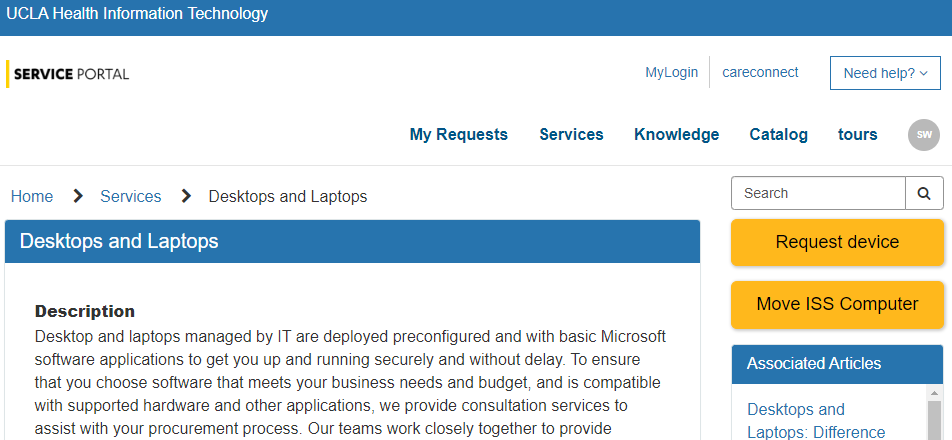 UCLA Health Information Technology
SERVICE PORTAL
MyLogin
careconnect
Need help?
My Requests
Services
Knowledge
Catalog
tours
SW
Home
Services
Desktops and Laptops
Search
Desktops and Laptops
Request device
Move ISS Computer
Description
Desktop and laptops managed by IT are deployed preconfigured and with basic Microsoft
software applications to get you up and running securely and without delay. To ensure
that you choose software that meets your business needs and budget, and is compatible
with supported hardware and other applications, we provide consultation services to
assist with your procurement process. Our teams work closely together to provide
Associated Articles
Desktops and
Laptops: Difference